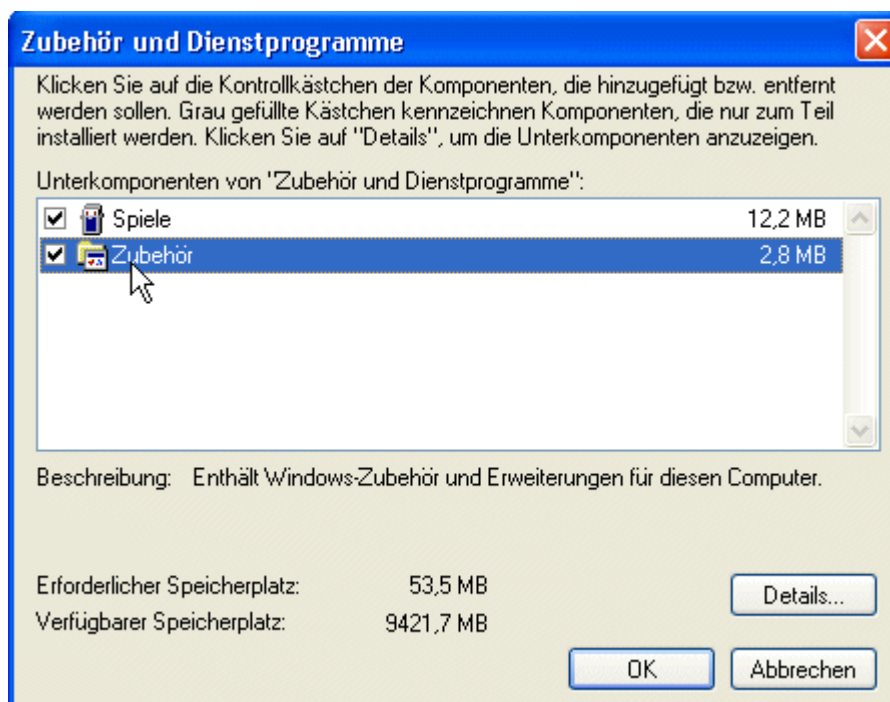 Zubehör und Dienstprogramme
Klicken Sie auf die Kontrollkästchen der Komponenten, die hinzugefügt bzw. entfernt
werden sollen. Grau gefüllte Kästchen kennzeichnen Komponenten, die nur zum Teil
installiert werden. Klicken Sie auf "Details", um die Unterkomponenten anzuzeigen.
Unterkomponenten von "Zubehör und Dienstprogramme":
Spiele 12,2 MB
Zubehör 2,8 MB
Beschreibung: Enthält Windows-Zubehör und Erweiterungen für diesen Computer.
Erforderlicher Speicherplatz: 53,5 MB
Details...
Verfügbarer Speicherplatz: 9421,7 MB
OK Abbrechen